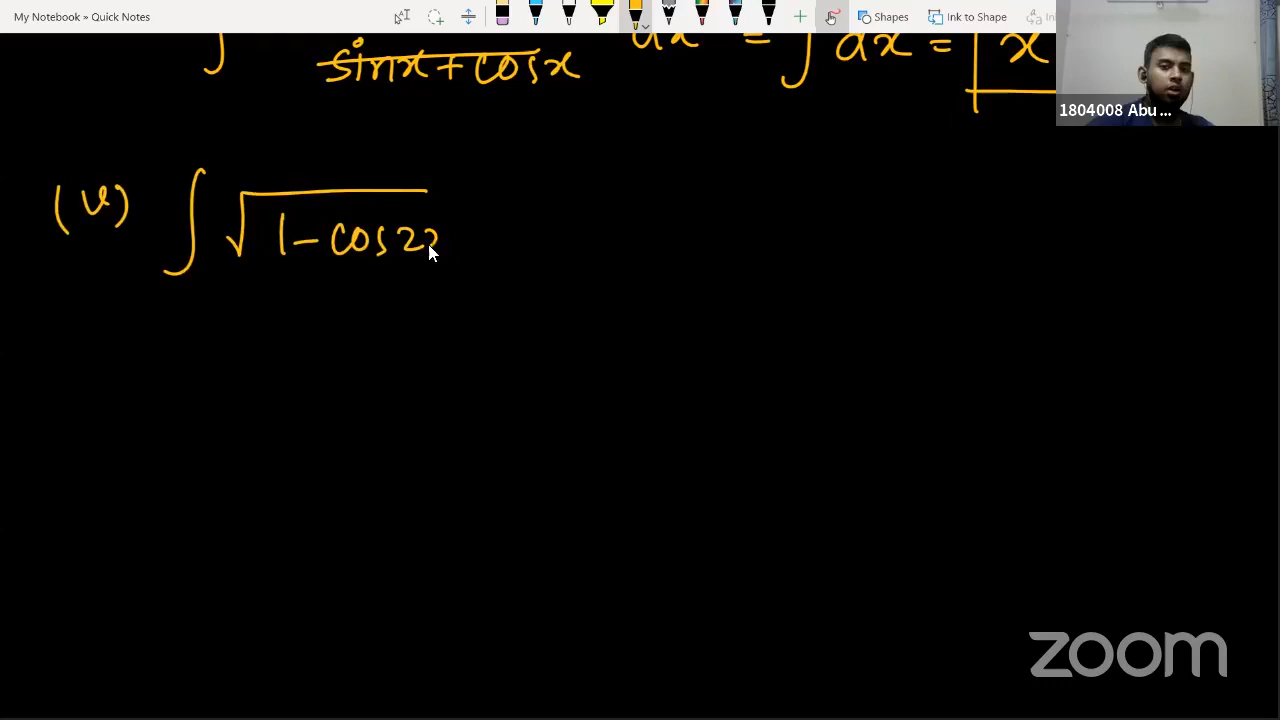 My Notebook » Quick Notes
Shapes
Ink to Shape
∫ sinx + cosx dx = ∫ dx = x
1804008 Abu ...
(V) ∫ √1 - cos2
zoom